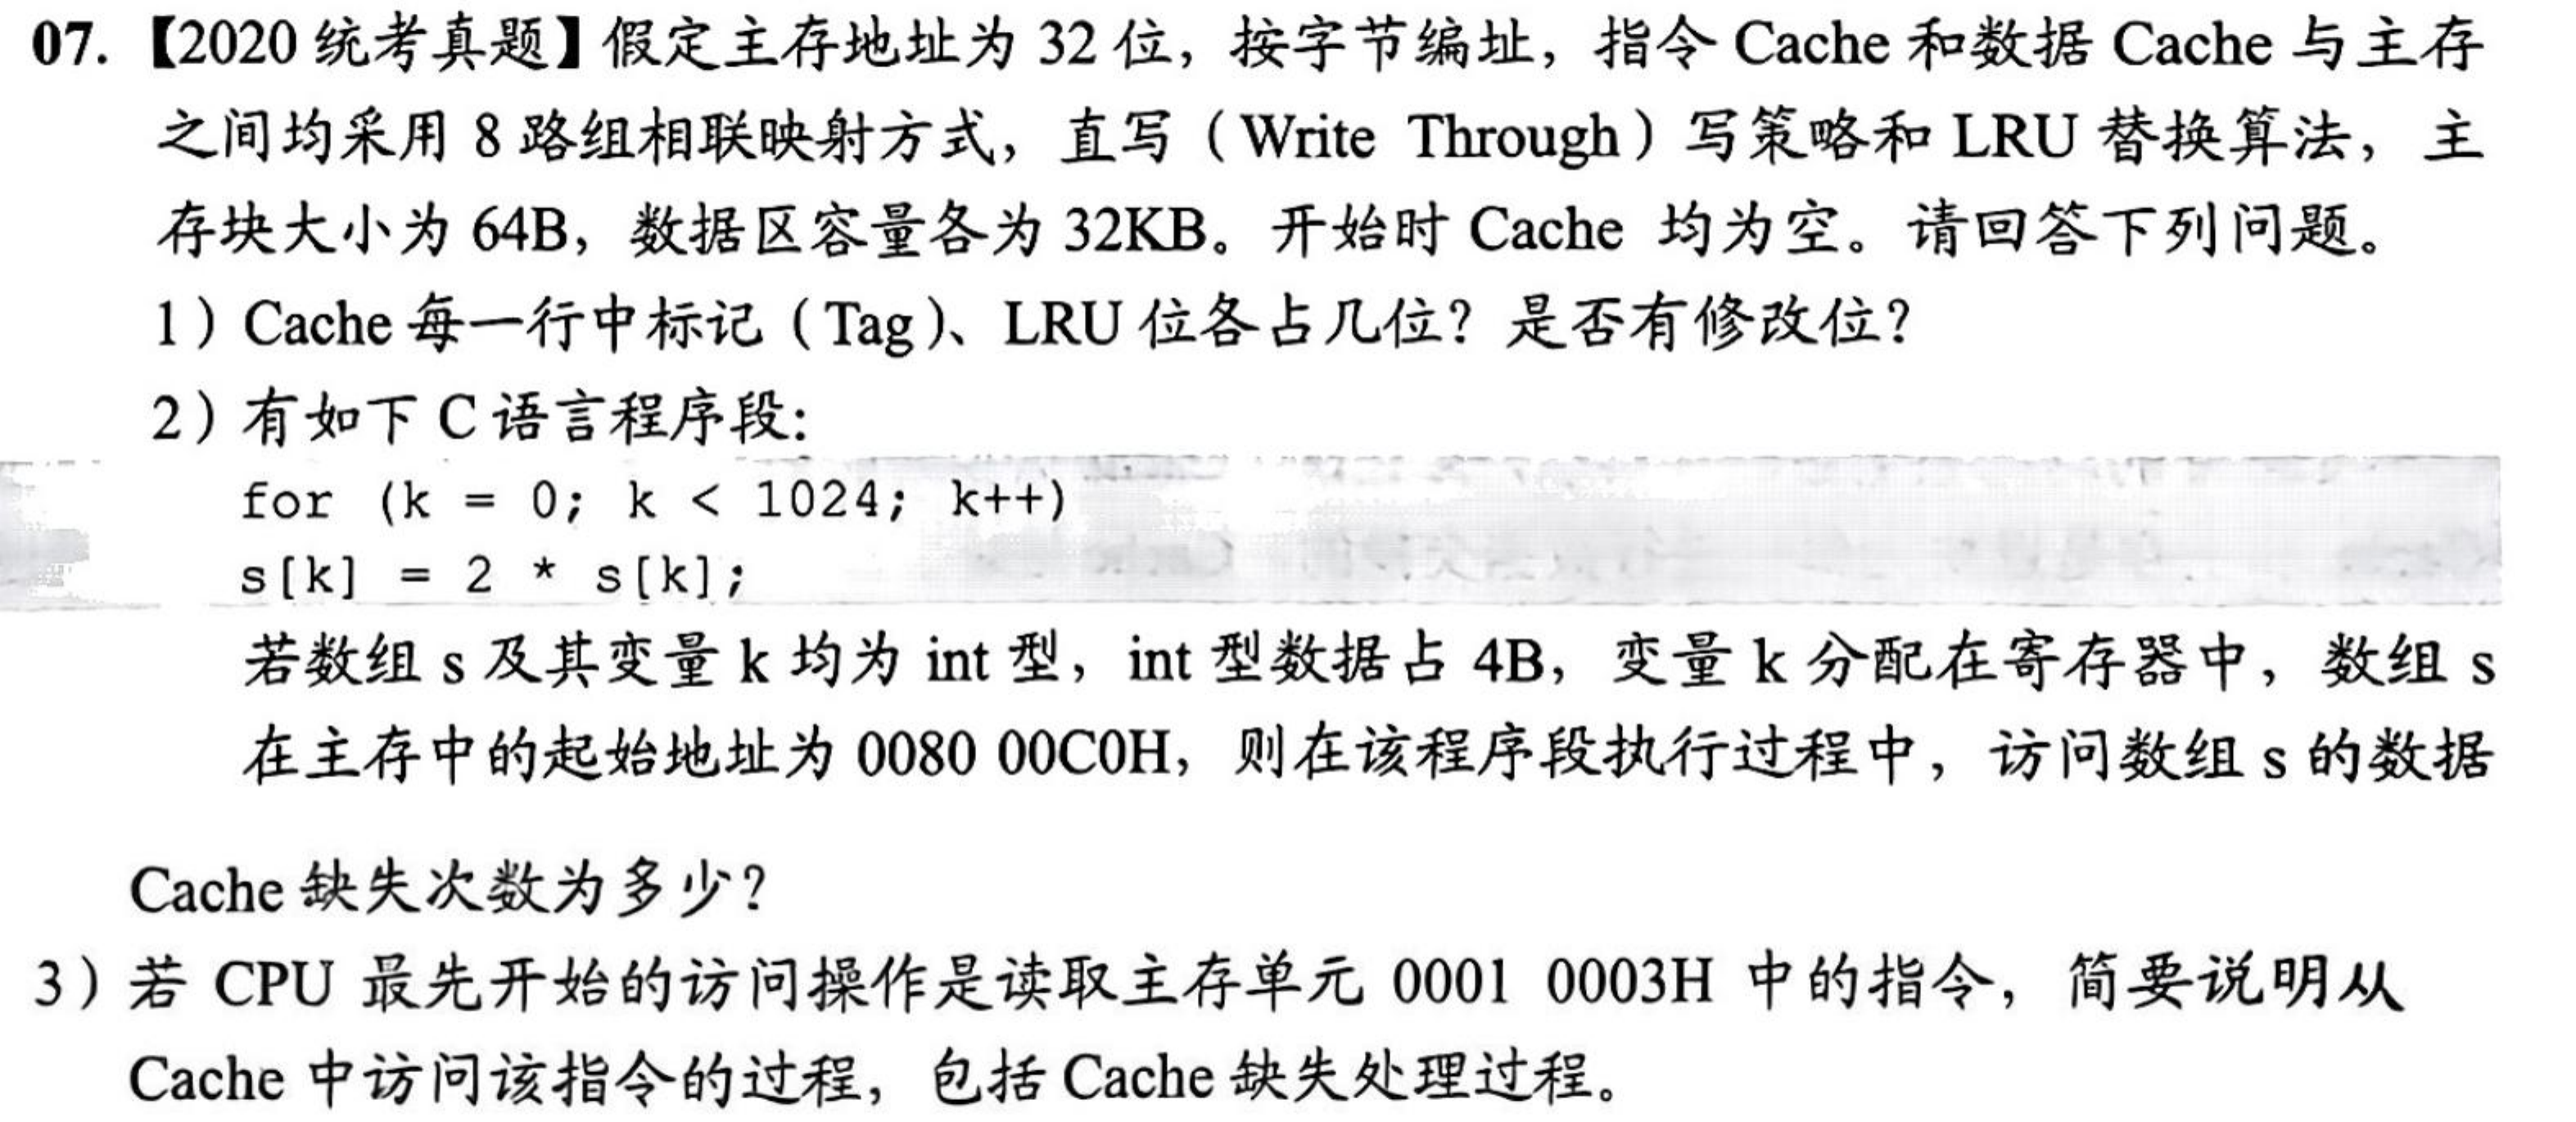 07.【2020 统考真题】假定主存地址为 32 位，按字节编址，指令 Cache 和数据 Cache 与主存
之间均采用 8 路组相联映射方式，直写（Write Through）写策略和 LRU 替换算法，主
存块大小为 64B，数据区容量各为 32KB。开始时 Cache 均为空。请回答下列问题。
1）Cache 每一行中标记（Tag）、LRU 位各占几位？是否有修改位？
2）有如下 C 语言程序段：
for (k = 0; k < 1024; k++)
s[k] = 2 * s[k];
若数组 s 及其变量 k 均为 int 型，int 型数据占 4B，变量 k 分配在寄存器中，数组 s
在主存中的起始地址为 0080 00C0H，则在该程序段执行过程中，访问数组 s 的数据
Cache 缺失次数为多少？
3）若 CPU 最先开始的访问操作是读取主存单元 0001 0003H 中的指令，简要说明从
Cache 中访问该指令的过程，包括 Cache 缺失处理过程。